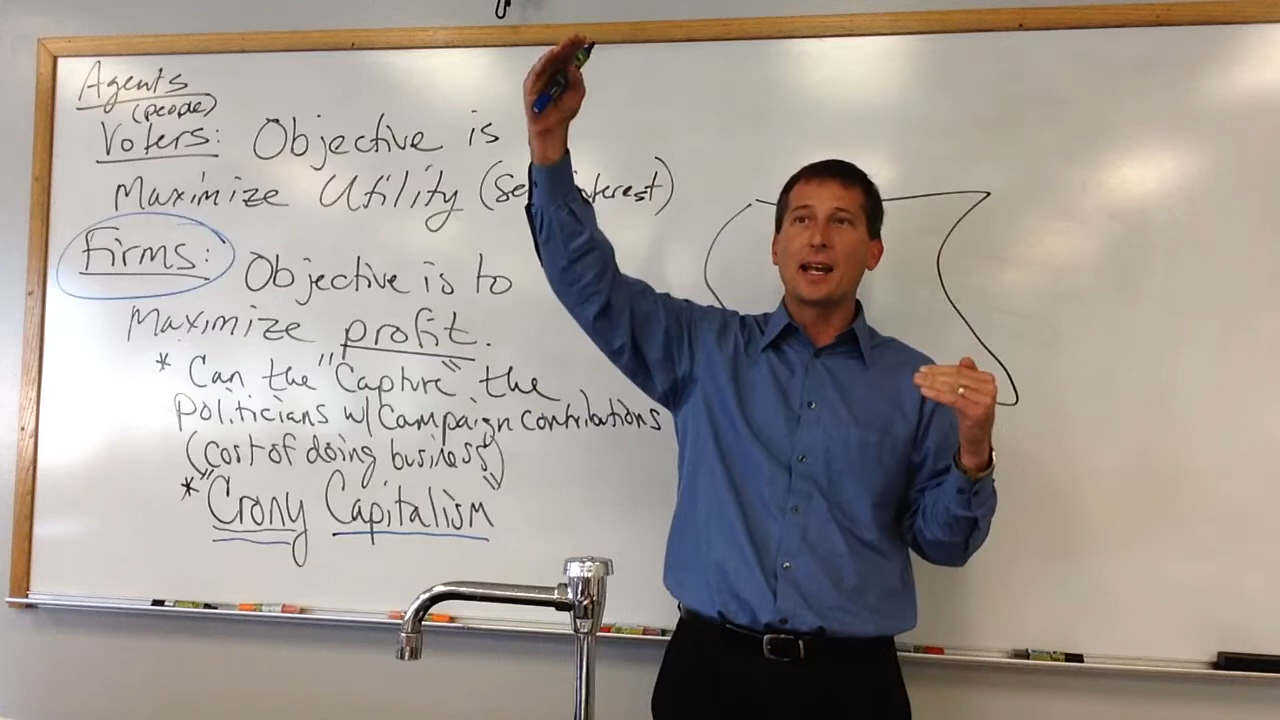 Agents
(people)
Voters: Objective is
Maximize Utility (Self interest)
Firms: Objective is to
Maximize profit.
* Can the "Capture" the
politicians w/ Campaign contributions
(cost of doing business)
* "Crony Capitalism"